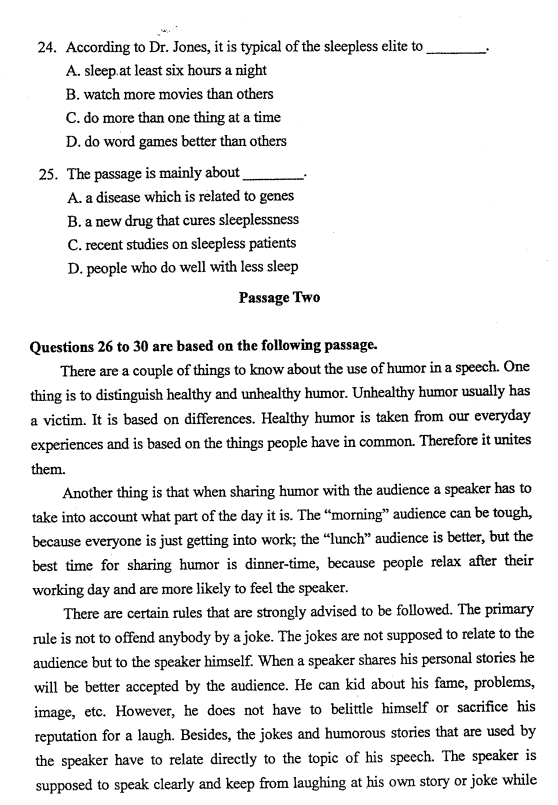 24. According to Dr. Jones, it is typical of the sleepless elite to ________.
A. sleep at least six hours a night
B. watch more movies than others
C. do more than one thing at a time
D. do word games better than others
25. The passage is mainly about ________.
A. a disease which is related to genes
B. a new drug that cures sleeplessness
C. recent studies on sleepless patients
D. people who do well with less sleep
Passage Two
Questions 26 to 30 are based on the following passage.
There are a couple of things to know about the use of humor in a speech. One
thing is to distinguish healthy and unhealthy humor. Unhealthy humor usually has
a victim. It is based on differences. Healthy humor is taken from our everyday
experiences and is based on the things people have in common. Therefore it unites
them.
Another thing is that when sharing humor with the audience a speaker has to
take into account what part of the day it is. The “morning” audience can be tough,
because everyone is just getting into work; the “lunch” audience is better, but the
best time for sharing humor is dinner-time, because people relax after their
working day and are more likely to feel the speaker.
There are certain rules that are strongly advised to be followed. The primary
rule is not to offend anybody by a joke. The jokes are not supposed to relate to the
audience but to the speaker himself. When a speaker shares his personal stories he
will be better accepted by the audience. He can kid about his fame, problems,
image, etc. However, he does not have to belittle himself or sacrifice his
reputation for a laugh. Besides, the jokes and humorous stories that are used by
the speaker have to relate directly to the topic of his speech. The speaker is
supposed to speak clearly and keep from laughing at his own story or joke while